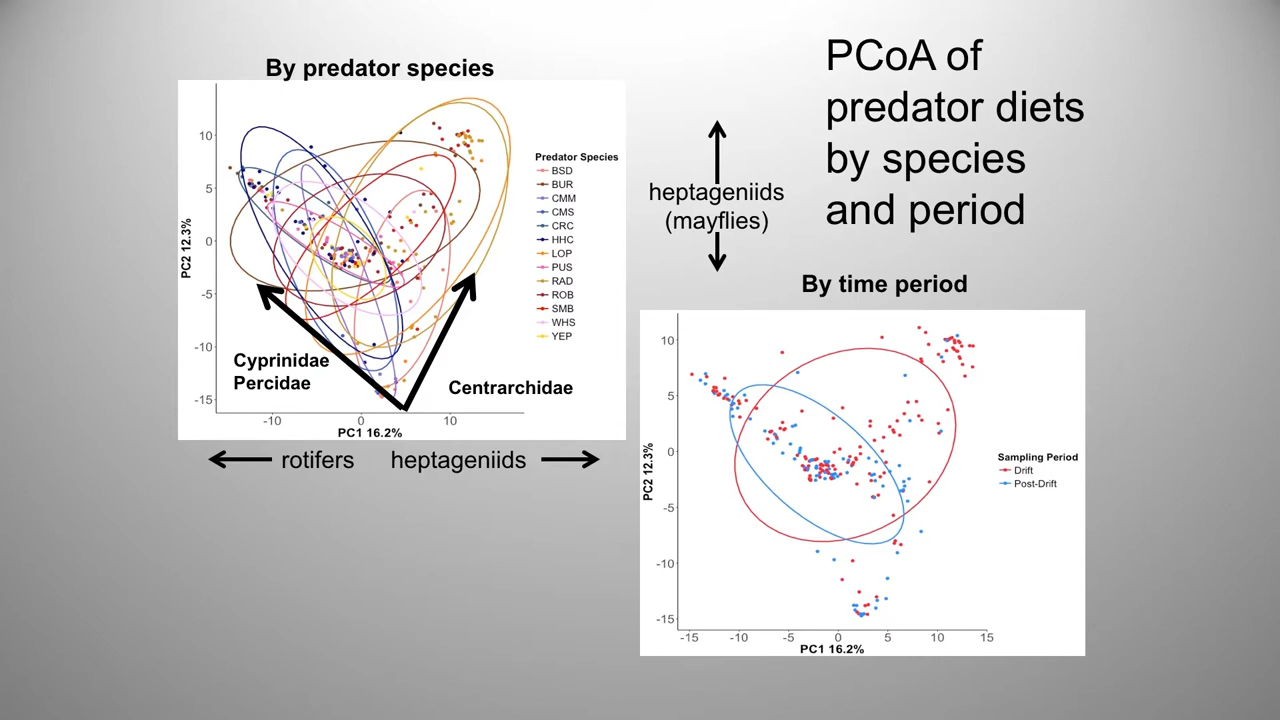 PCoA of
predator diets
by species
and period
By predator species
10
5
0
-5
-10
-15
-10
0
10
PC2 12.3%
PC1 16.2%
Predator Species
BSD
BUR
CMM
CMS
CRC
HHC
LOP
PUS
RAD
ROB
SMB
WHS
YEP
Cyprinidae
Percidae
Centrarchidae
rotifers
heptageniids
heptageniids
(mayflies)
By time period
10
5
0
-5
-10
-15
-15
-10
-5
0
5
10
15
PC2 12.3%
PC1 16.2%
Sampling Period
Drift
Post-Drift